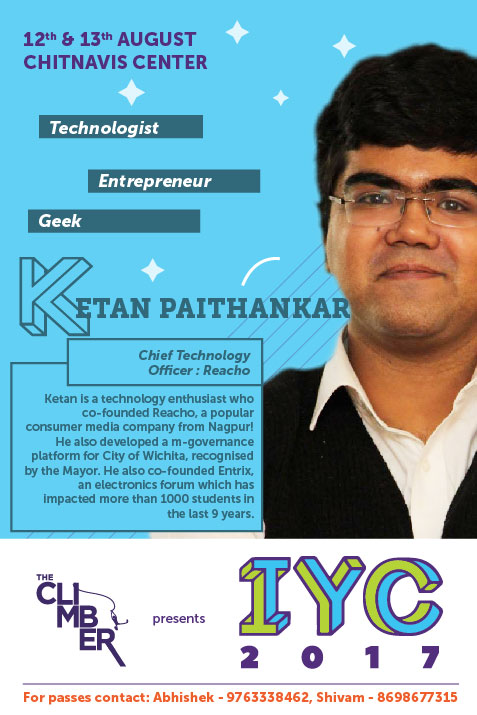 12th & 13th AUGUST
CHITNAVIS CENTER
Technologist
Entrepreneur
Geek
KETAN PAITHANKAR
Chief Technology
Officer : Reacho
Ketan is a technology enthusiast who
co-founded Reacho, a popular
consumer media company from Nagpur!
He also developed a m-governance
platform for City of Wichita, recognised
by the Mayor. He also co-founded Entrix,
an electronics forum which has
impacted more than 1000 students in
the last 9 years.
THE
CLI
MB
ER
presents
IYC
2017
For passes contact: Abhishek - 9763338462, Shivam - 8698677315